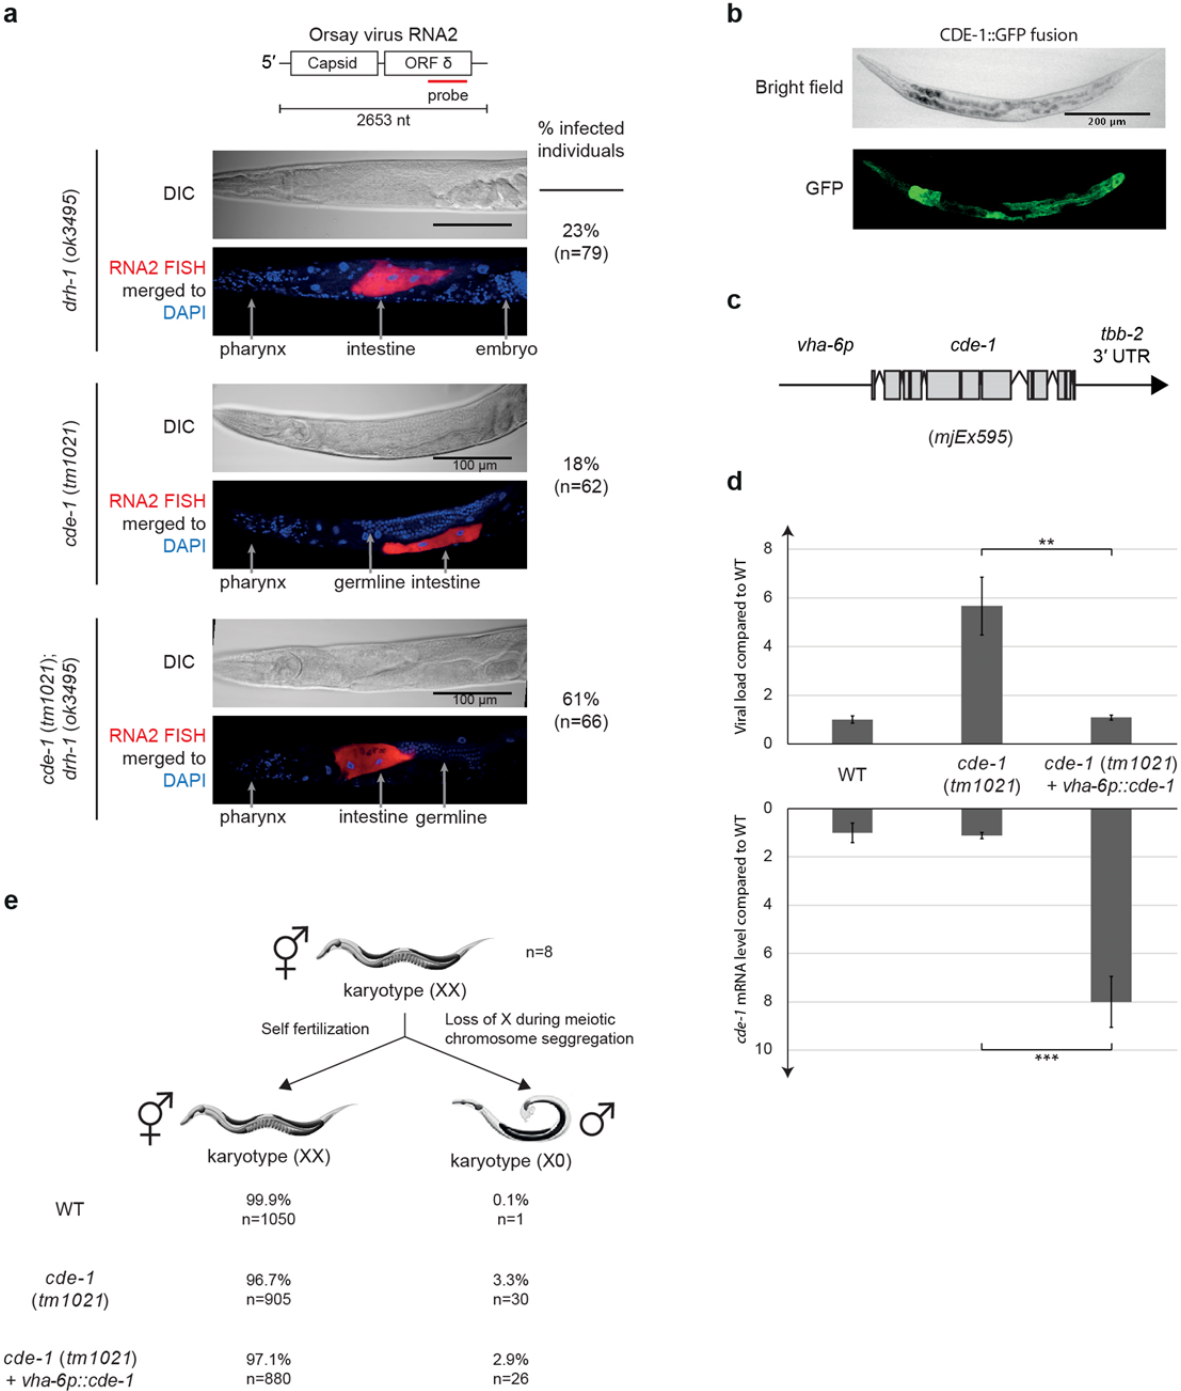 a
Orsay virus RNA2
5′
Capsid
ORF δ
probe
2653 nt
% infected
individuals
drh-1 (ok3495)
DIC
RNA2 FISH
merged to
DAPI
pharynx
intestine
embryo
23%
(n=79)
cde-1 (tm1021)
DIC
100 µm
RNA2 FISH
merged to
DAPI
pharynx
germline
intestine
18%
(n=62)
cde-1 (tm1021);
drh-1 (ok3495)
DIC
100 µm
RNA2 FISH
merged to
DAPI
pharynx
intestine
germline
61%
(n=66)
b
CDE-1::GFP fusion
Bright field
200 µm
GFP
c
vha-6p
cde-1
tbb-2
3′ UTR
(mjEx595)
d
Viral load compared to WT
8
6
4
2
0
**
WT
cde-1
(tm1021)
cde-1 (tm1021)
+ vha-6p::cde-1
cde-1 mRNA level compared to WT
0
2
4
6
8
10
***
e
n=8
karyotype (XX)
Self fertilization
Loss of X during meiotic
chromosome seggregation
karyotype (XX)
karyotype (X0)
WT
99.9%
n=1050
0.1%
n=1
cde-1
(tm1021)
96.7%
n=905
3.3%
n=30
cde-1 (tm1021)
+ vha-6p::cde-1
97.1%
n=880
2.9%
n=26